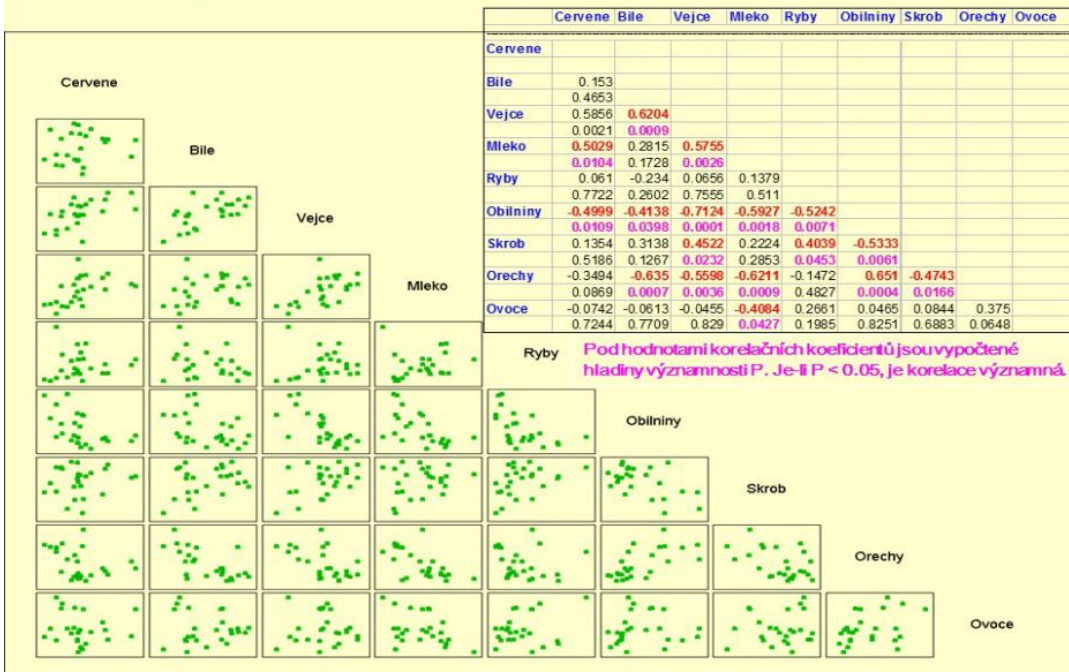 Cervene Bile Vejce Mleko Ryby Obilniny Skrob Orechy Ovoce
Cervene
Bile 0.153
0.4653
Vejce 0.5856 0.6204
0.0021 0.0009
Mleko 0.5029 0.2815 0.5755
0.0104 0.1728 0.0026
Ryby 0.061 -0.234 0.0656 0.1379
0.7722 0.2602 0.7555 0.511
Obilniny -0.4999 -0.4138 -0.7124 -0.5927 -0.5242
0.0109 0.0398 0.0001 0.0018 0.0071
Skrob 0.1354 0.3138 0.4522 0.2224 0.4039 -0.5333
0.5186 0.1267 0.0232 0.2853 0.0453 0.0061
Orechy -0.3494 -0.635 -0.5598 -0.6211 -0.1472 0.651 -0.4743
0.0869 0.0007 0.0036 0.0009 0.4827 0.0004 0.0166
Ovoce -0.0742 -0.0613 -0.0455 -0.4084 0.2661 0.0465 0.0844 0.375
0.7244 0.7709 0.829 0.0427 0.1985 0.8251 0.6883 0.0648
Pod hodnotami korelačních koeficientů jsou vypočtené
hladiny významnosti P. Je-li P < 0.05, je korelace významná.
Cervene
Bile
Vejce
Mleko
Ryby
Obilniny
Skrob
Orechy
Ovoce